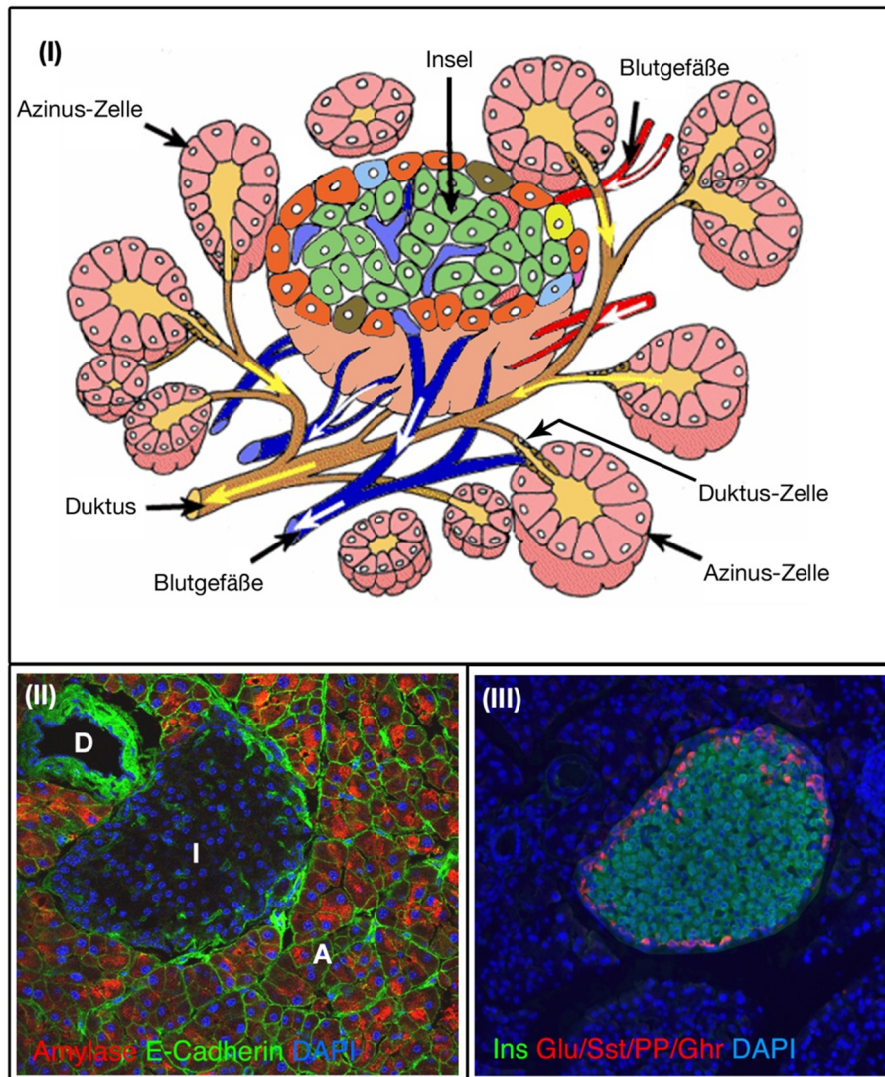 (I)
Insel
Blutgefäße
Azinus-Zelle
Duktus
Duktus-Zelle
Blutgefäße
Azinus-Zelle
(II)
D
I
A
Amylase E-Cadherin DAPI
(III)
Ins Glu/Sst/PP/Ghr DAPI